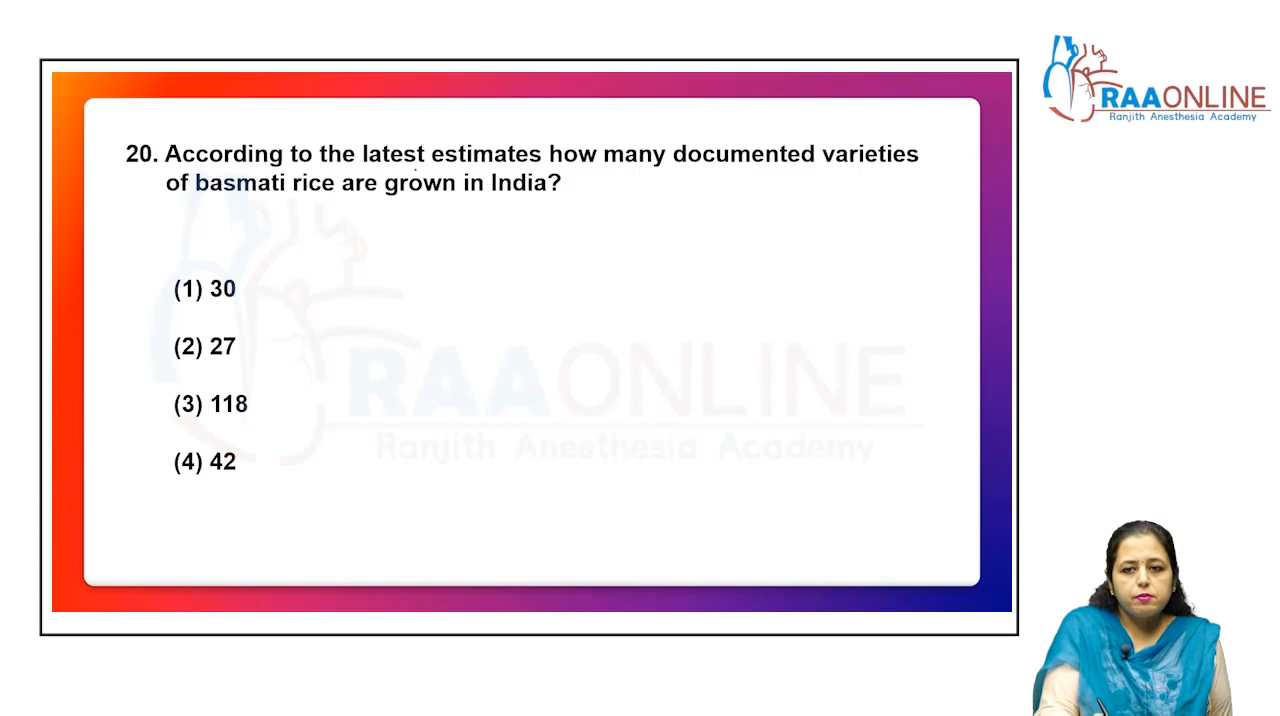 RAAONLINE
Ranjith Anesthesia Academy
20. According to the latest estimates how many documented varieties
of basmati rice are grown in India?
(1) 30
(2) 27
(3) 118
(4) 42
RAAONLINE
Ranjith Anesthesia Academy